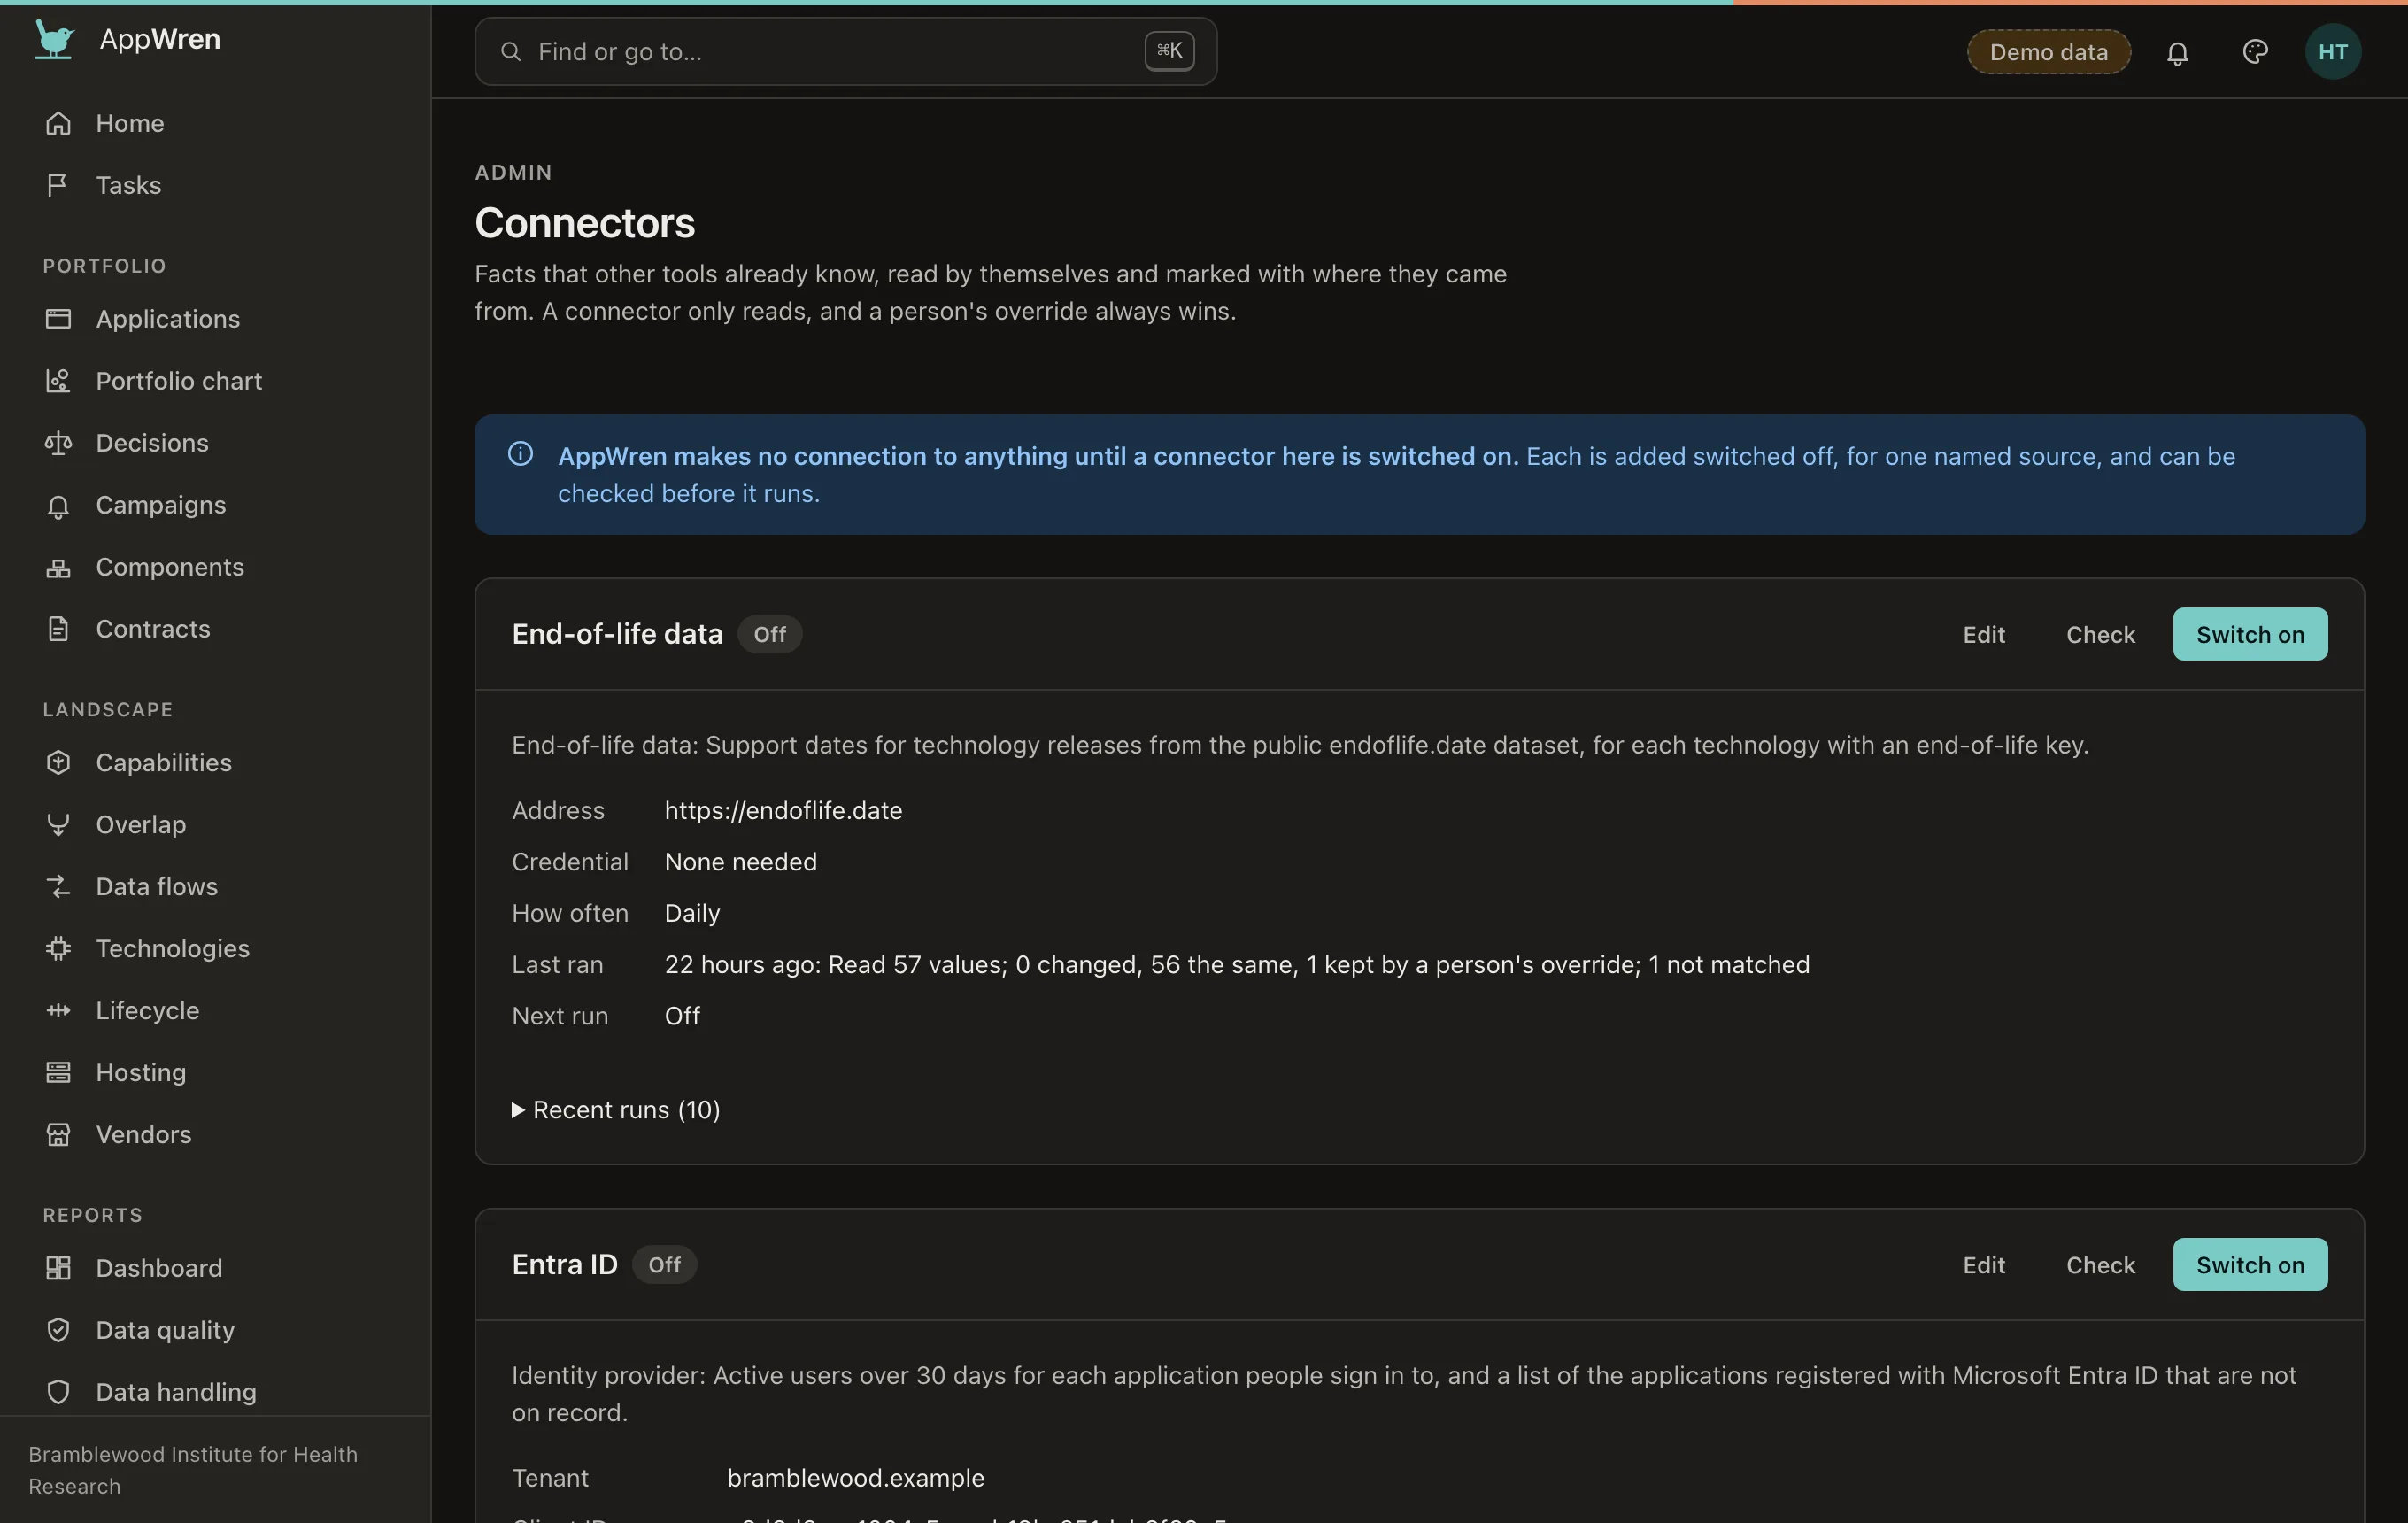 AppWren
Find or go to...
⌘K
Demo data
HT
Home
Tasks
PORTFOLIO
Applications
Portfolio chart
Decisions
Campaigns
Components
Contracts
LANDSCAPE
Capabilities
Overlap
Data flows
Technologies
Lifecycle
Hosting
Vendors
REPORTS
Dashboard
Data quality
Data handling
Bramblewood Institute for Health
Research
ADMIN
Connectors
Facts that other tools already know, read by themselves and marked with where they came
from. A connector only reads, and a person's override always wins.
AppWren makes no connection to anything until a connector here is switched on. Each is added switched off, for one named source, and can be
checked before it runs.
End-of-life data Off
Edit Check Switch on
End-of-life data: Support dates for technology releases from the public endoflife.date dataset, for each technology with an end-of-life key.
Address https://endoflife.date
Credential None needed
How often Daily
Last ran 22 hours ago: Read 57 values; 0 changed, 56 the same, 1 kept by a person's override; 1 not matched
Next run Off
Recent runs (10)
Entra ID Off
Edit Check Switch on
Identity provider: Active users over 30 days for each application people sign in to, and a list of the applications registered with Microsoft Entra ID that are not
on record.
Tenant bramblewood.example